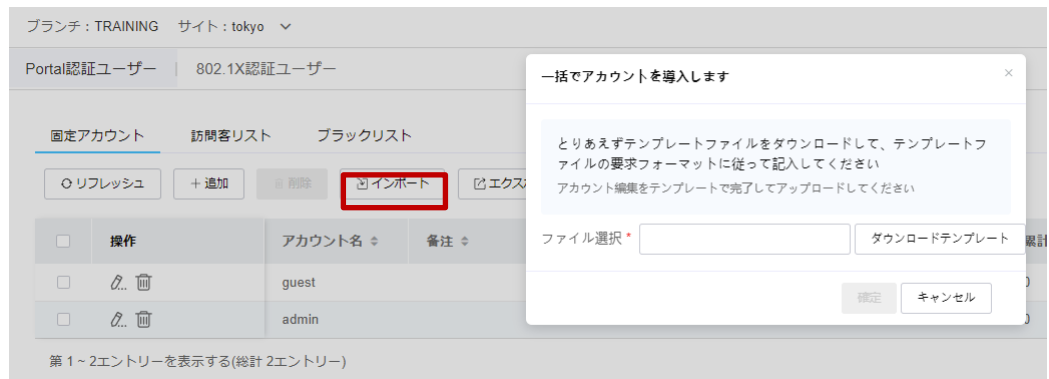 ブランチ：TRAINING サイト：tokyo
Portal認証ユーザー 802.1X認証ユーザー
一括でアカウントを導入します
固定アカウント 訪問客リスト ブラックリスト
とりあえずテンプレートファイルをダウンロードして、テンプレートフ
ァイルの要求フォーマットに従って記入してください
アカウント編集をテンプレートで完了してアップロードしてください
リフレッシュ + 追加 削除 インポート エクス
ファイル選択 * ダウンロードテンプレート
操作 アカウント名 備考 累計
確定 キャンセル
guest
admin
第 1 ~ 2エントリーを表示する(総計 2エントリー)